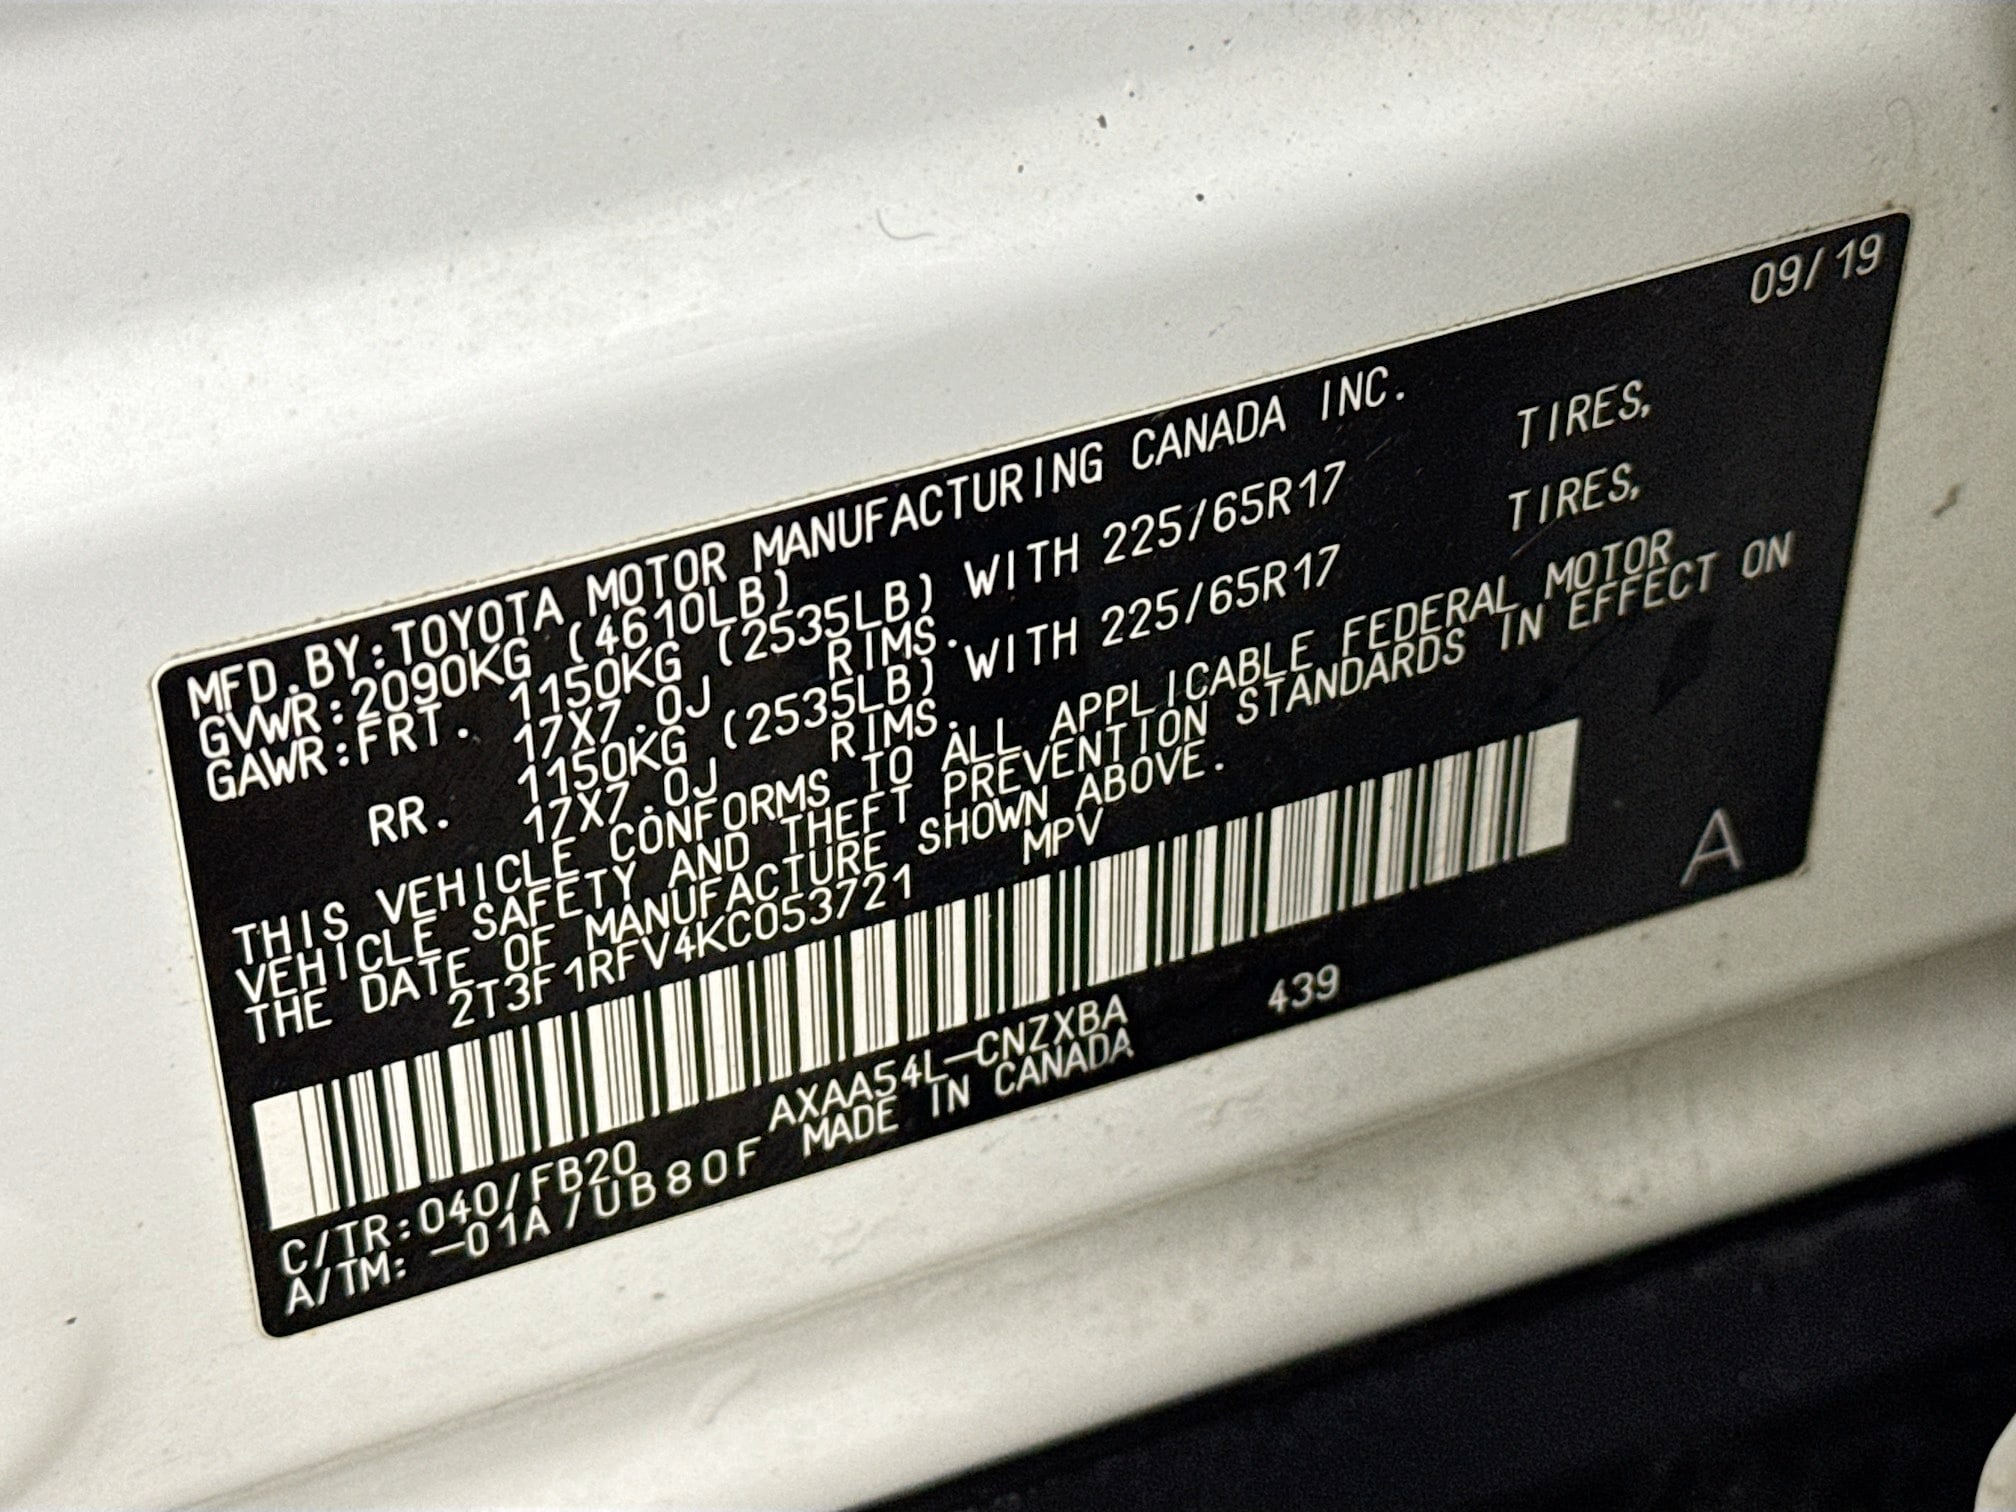 09/19
MFD.BY:TOYOTA MOTOR MANUFACTURING CANADA INC.
GVWR:2090KG (4610LB)
GAWR:FRT. 1150KG (2535LB) WITH 225/65R17 TIRES,
17X7.0J RIMS.
RR. 1150KG (2535LB) WITH 225/65R17 TIRES,
17X7.0J RIMS.
THIS VEHICLE CONFORMS TO ALL APPLICABLE FEDERAL MOTOR
VEHICLE SAFETY AND THEFT PREVENTION STANDARDS IN EFFECT ON
THE DATE OF MANUFACTURE SHOWN ABOVE.
2T3F1RFV4KC053721 MPV
A
C/TR:040/FB20 AXAA54L-CNZXBA 439
A/TM: -01A/UB80F MADE IN CANADA